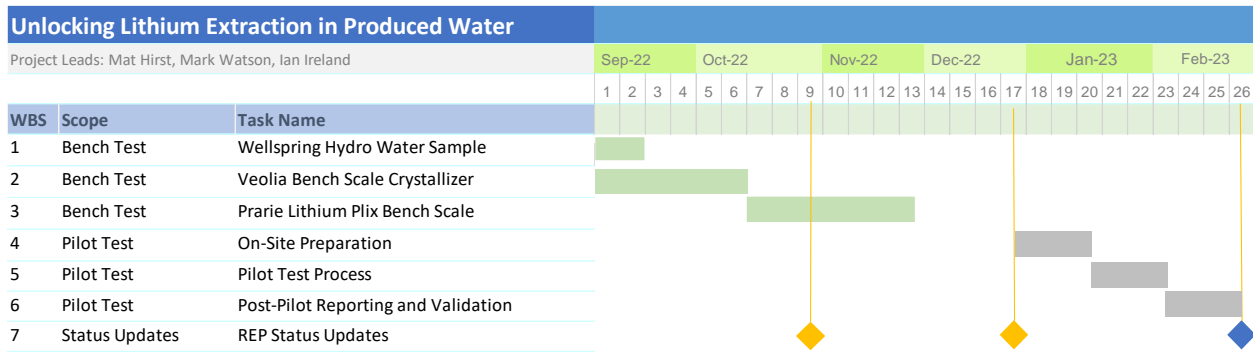 Unlocking Lithium Extraction in Produced Water
Project Leads: Mat Hirst, Mark Watson, Ian Ireland
Sep-22 Oct-22 Nov-22 Dec-22 Jan-23 Feb-23
1 2 3 4 5 6 7 8 9 10 11 12 13 14 15 16 17 18 19 20 21 22 23 24 25 26
WBS Scope Task Name
1 Bench Test Wellspring Hydro Water Sample
2 Bench Test Veolia Bench Scale Crystallizer
3 Bench Test Prarie Lithium Plix Bench Scale
4 Pilot Test On-Site Preparation
5 Pilot Test Pilot Test Process
6 Pilot Test Post-Pilot Reporting and Validation
7 Status Updates REP Status Updates